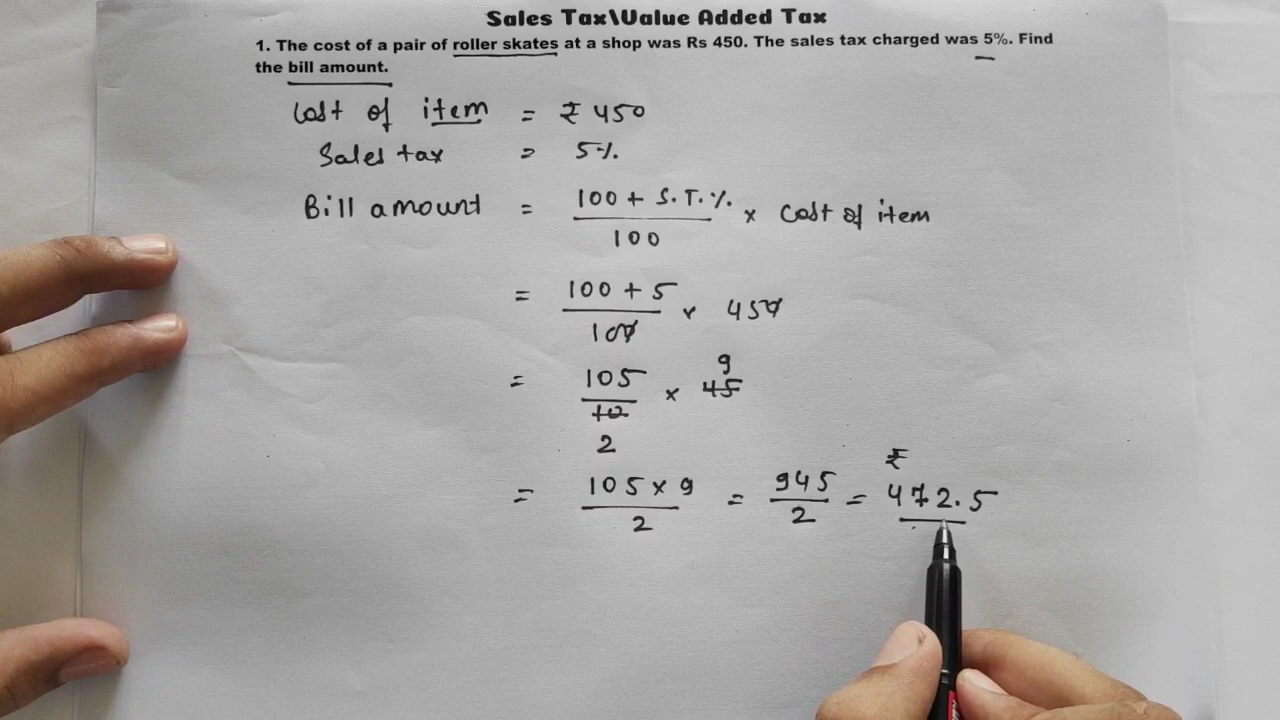 Sales Tax\Value Added Tax
1. The cost of a pair of roller skates at a shop was Rs 450. The sales tax charged was 5%. Find
the bill amount.
Cost of item = ₹ 450
Sales tax = 5%
Bill amount = 100 + S.T.% / 100 × Cost of item
= 100 + 5 / 100 × 450
= 105 / 10 × 45
9
2
= 105 × 9 / 2 = 945 / 2 = ₹ 472.5